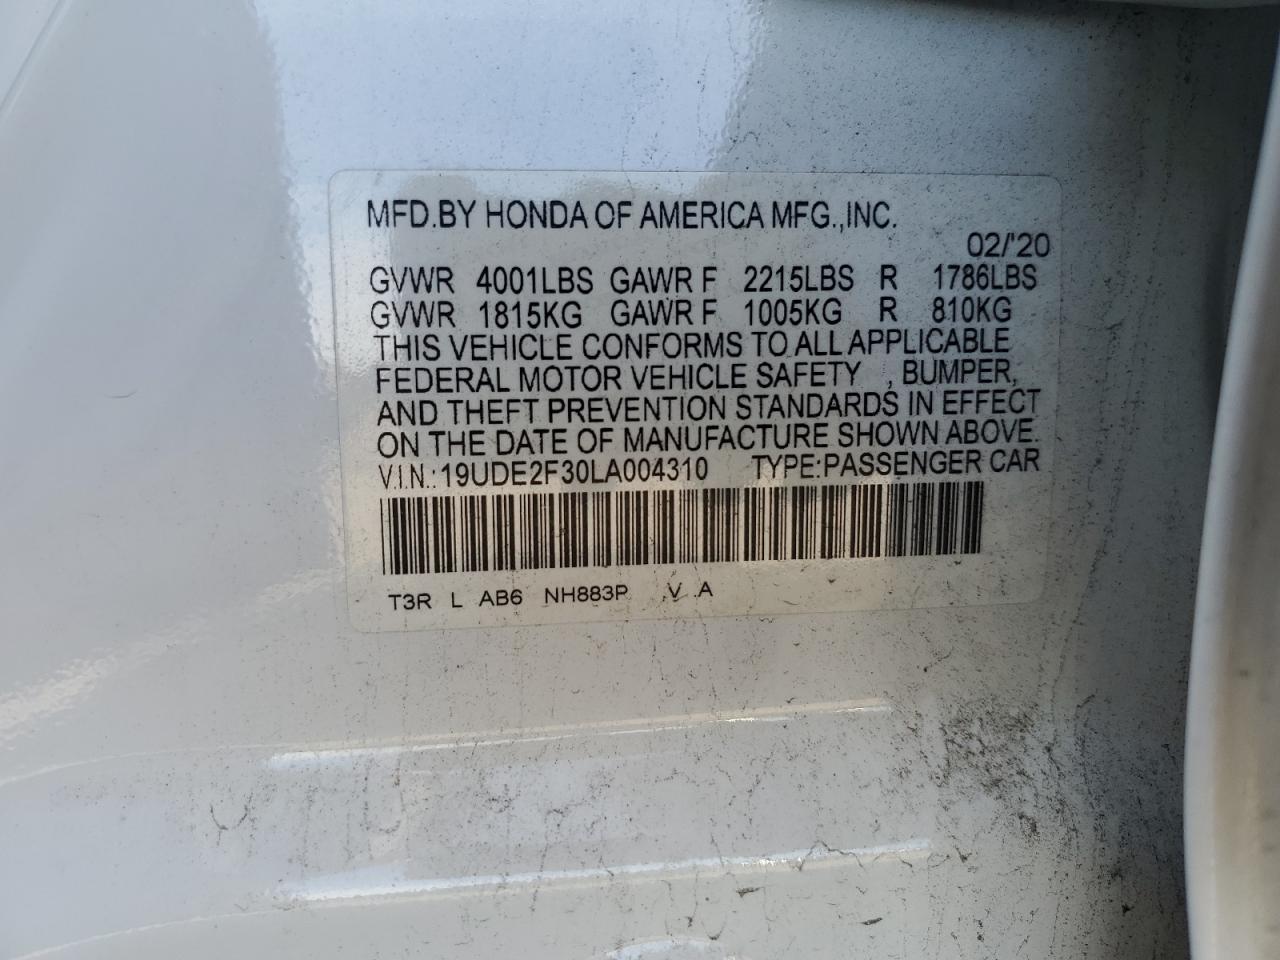 MFD.BY HONDA OF AMERICA MFG.,INC.
02/'20
GVWR 4001LBS GAWR F 2215LBS R 1786LBS
GVWR 1815KG GAWR F 1005KG R 810KG
THIS VEHICLE CONFORMS TO ALL APPLICABLE
FEDERAL MOTOR VEHICLE SAFETY , BUMPER,
AND THEFT PREVENTION STANDARDS IN EFFECT
ON THE DATE OF MANUFACTURE SHOWN ABOVE.
V.I.N.:19UDE2F30LA004310 TYPE:PASSENGER CAR
T3R L AB6 NH883P V A